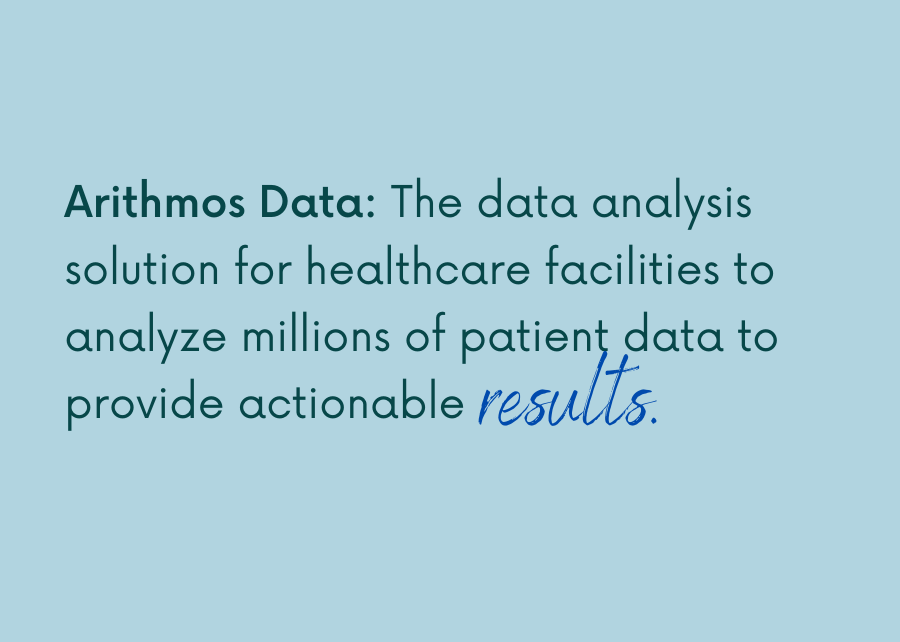 Arithmos Data: The data analysis
solution for healthcare facilities to
analyze millions of patient data to
provide actionable results.